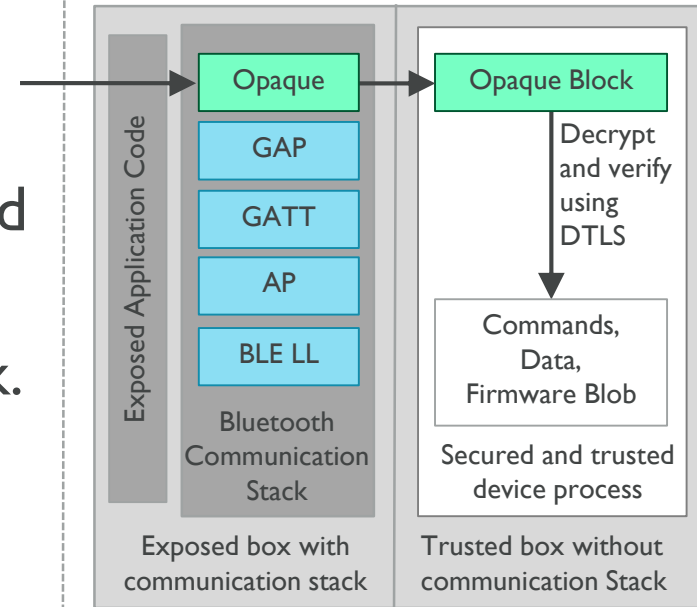 d
k.
Exposed Application Code
Opaque
GAP
GATT
AP
BLE LL
Bluetooth
Communication
Stack
Exposed box with
communication stack
Opaque Block
Decrypt
and verify
using
DTLS
Commands,
Data,
Firmware Blob
Secured and trusted
device process
Trusted box without
communication Stack